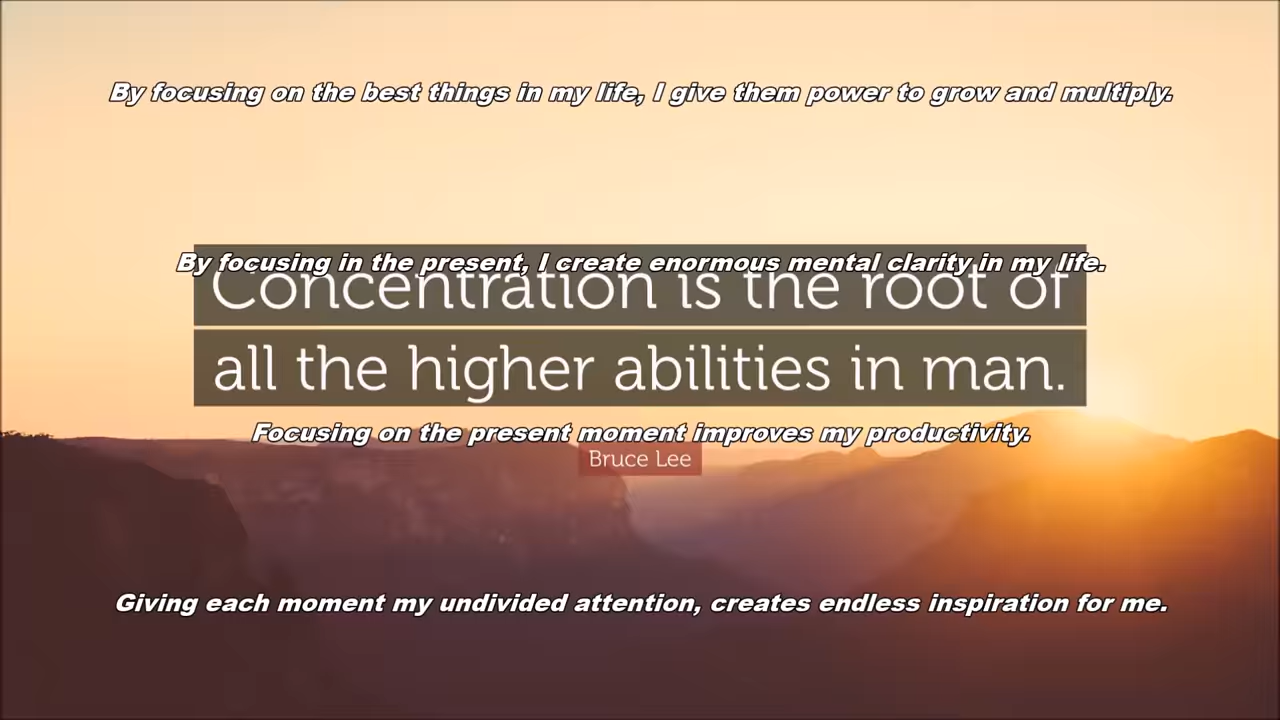 By focusing on the best things in my life, I give them power to grow and multiply.
By focusing in the present, I create enormous mental clarity in my life.
Concentration is the root of
all the higher abilities in man.
Focusing on the present moment improves my productivity.
Bruce Lee
Giving each moment my undivided attention, creates endless inspiration for me.